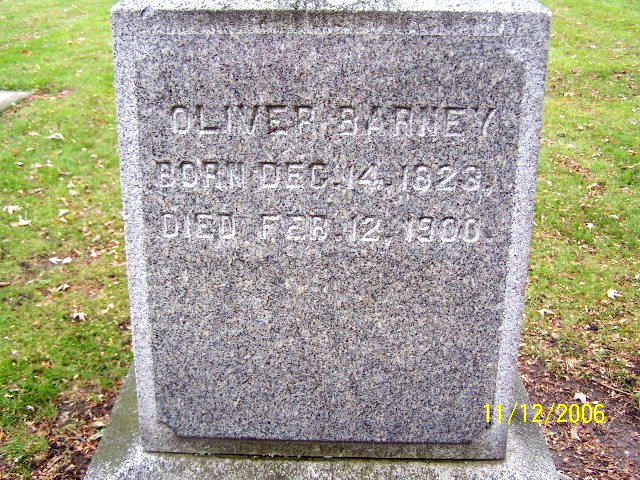 OLIVER BARNEY
BORN DEC. 14, 1823,
DIED FEB. 12, 1900.
11/12/2006